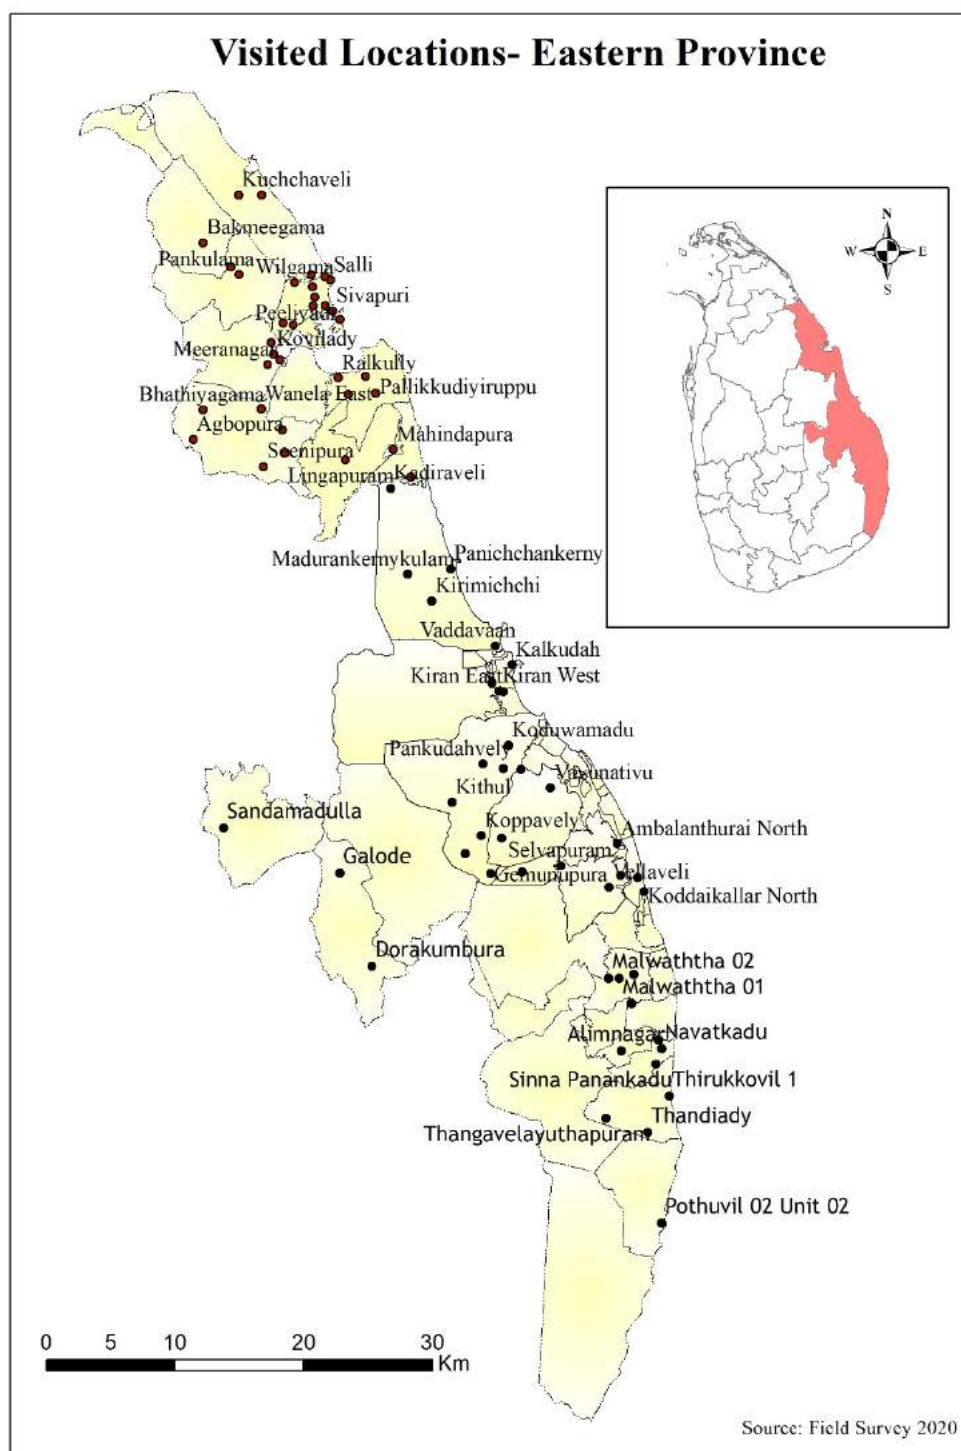 Visited Locations- Eastern Province
Kuchchaveli
Bakmeegama
Pankulama
Wilgama
Salli
Sivapuri
Peeliyadi
Kovilady
Meeranagar
Ralkully
Bhathiyagama
Wanela East
Pallikkudiyiruppu
Agbopura
Mahindapura
Seenipura
Lingapuram
Kadiraveli
Madurankernykulam
Panichchankerny
Kirimichchi
Vaddavaan
Kalkudah
Kiran East
Kiran West
Koduwamadu
Pankudahvely
Kithul
Vavunativu
Sandamadulla
Koppavely
Ambalanthurai North
Galode
Selvapuram
Gemunupura
Vellaveli
Koddaikallar North
Dorakumbura
Malwaththa 02
Malwaththa 01
Alimnagar
Navatkadu
Sinna Panankadu
Thirukkovil 1
Thandiady
Thangavelayuthapuram
Pothuvil 02 Unit 02
N
W
E
S
0 5 10 20 30
Km
Source: Field Survey 2020